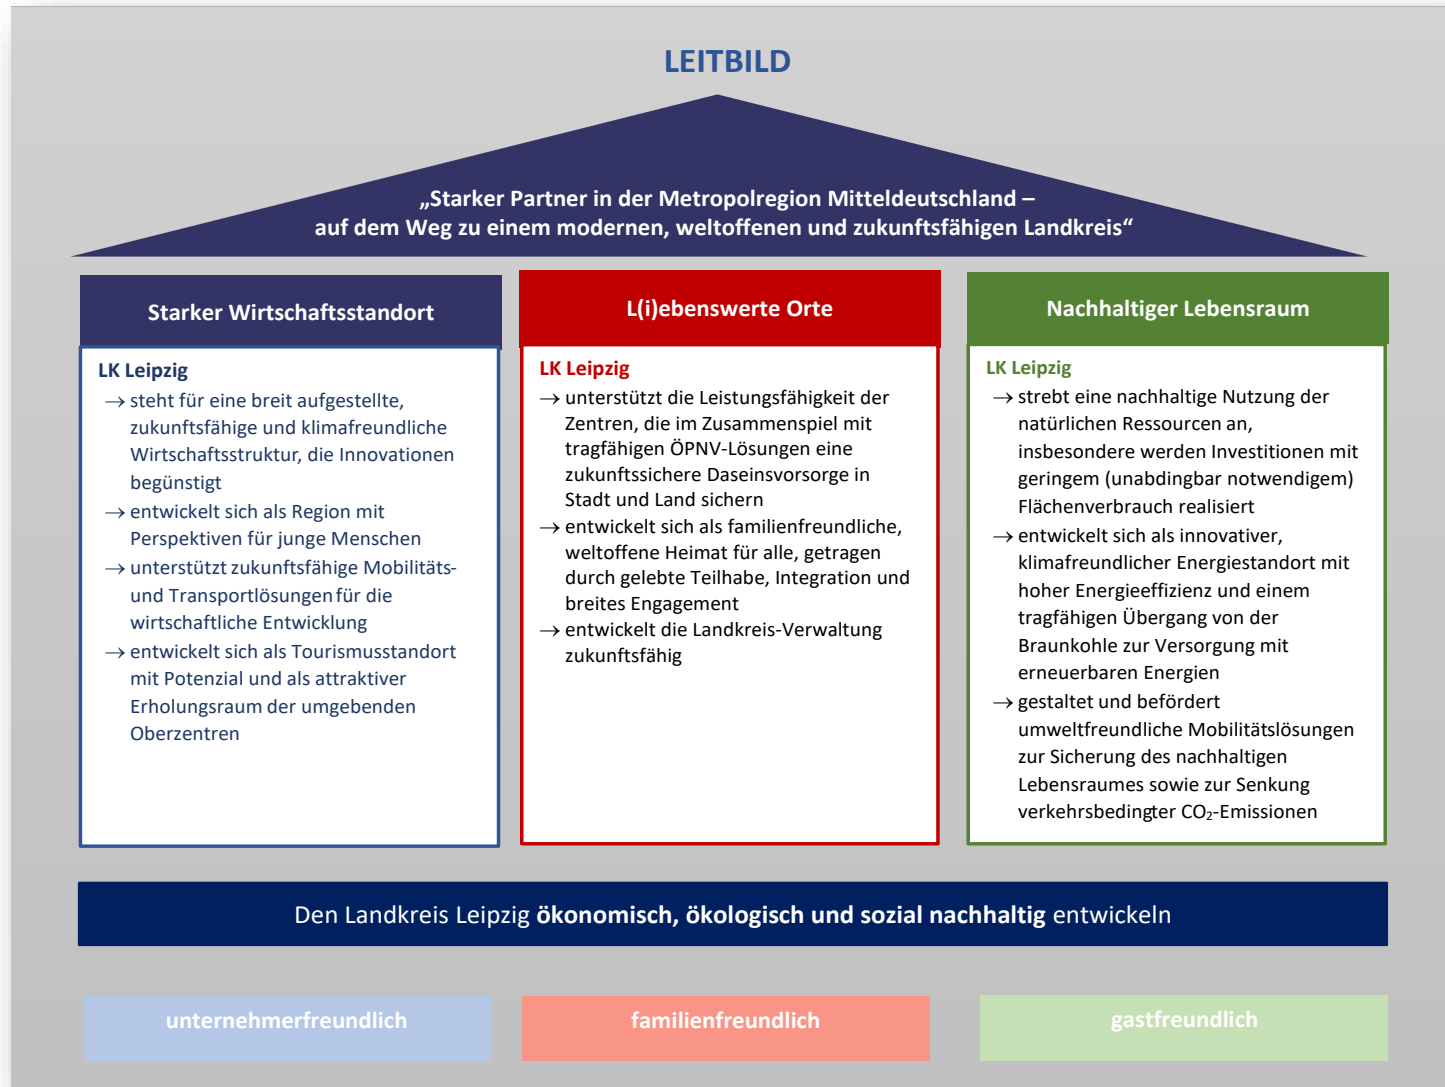 LEITBILD
„Starker Partner in der Metropolregion Mitteldeutschland –
auf dem Weg zu einem modernen, weltoffenen und zukunftsfähigen Landkreis“
Starker Wirtschaftsstandort
LK Leipzig
→ steht für eine breit aufgestellte,
zukunftsfähige und klimafreundliche
Wirtschaftsstruktur, die Innovationen
begünstigt
→ entwickelt sich als Region mit
Perspektiven für junge Menschen
→ unterstützt zukunftsfähige Mobilitäts-
und Transportlösungen für die
wirtschaftliche Entwicklung
→ entwickelt sich als Tourismusstandort
mit Potenzial und als attraktiver
Erholungsraum der umgebenden
Oberzentren
L(i)ebenswerte Orte
LK Leipzig
→ unterstützt die Leistungsfähigkeit der
Zentren, die im Zusammenspiel mit
tragfähigen ÖPNV-Lösungen eine
zukunftssichere Daseinsvorsorge in
Stadt und Land sichern
→ entwickelt sich als familienfreundliche,
weltoffene Heimat für alle, getragen
durch gelebte Teilhabe, Integration und
breites Engagement
→ entwickelt die Landkreis-Verwaltung
zukunftsfähig
Nachhaltiger Lebensraum
LK Leipzig
→ strebt eine nachhaltige Nutzung der
natürlichen Ressourcen an,
insbesondere werden Investitionen mit
geringem (unabdingbar notwendigem)
Flächenverbrauch realisiert
→ entwickelt sich als innovativer,
klimafreundlicher Energiestandort mit
hoher Energieeffizienz und einem
tragfähigen Übergang von der
Braunkohle zur Versorgung mit
erneuerbaren Energien
→ gestaltet und befördert
umweltfreundliche Mobilitätslösungen
zur Sicherung des nachhaltigen
Lebensraumes sowie zur Senkung
verkehrsbedingter CO₂-Emissionen
Den Landkreis Leipzig ökonomisch, ökologisch und sozial nachhaltig entwickeln
unternehmerfreundlich
familienfreundlich
gastfreundlich